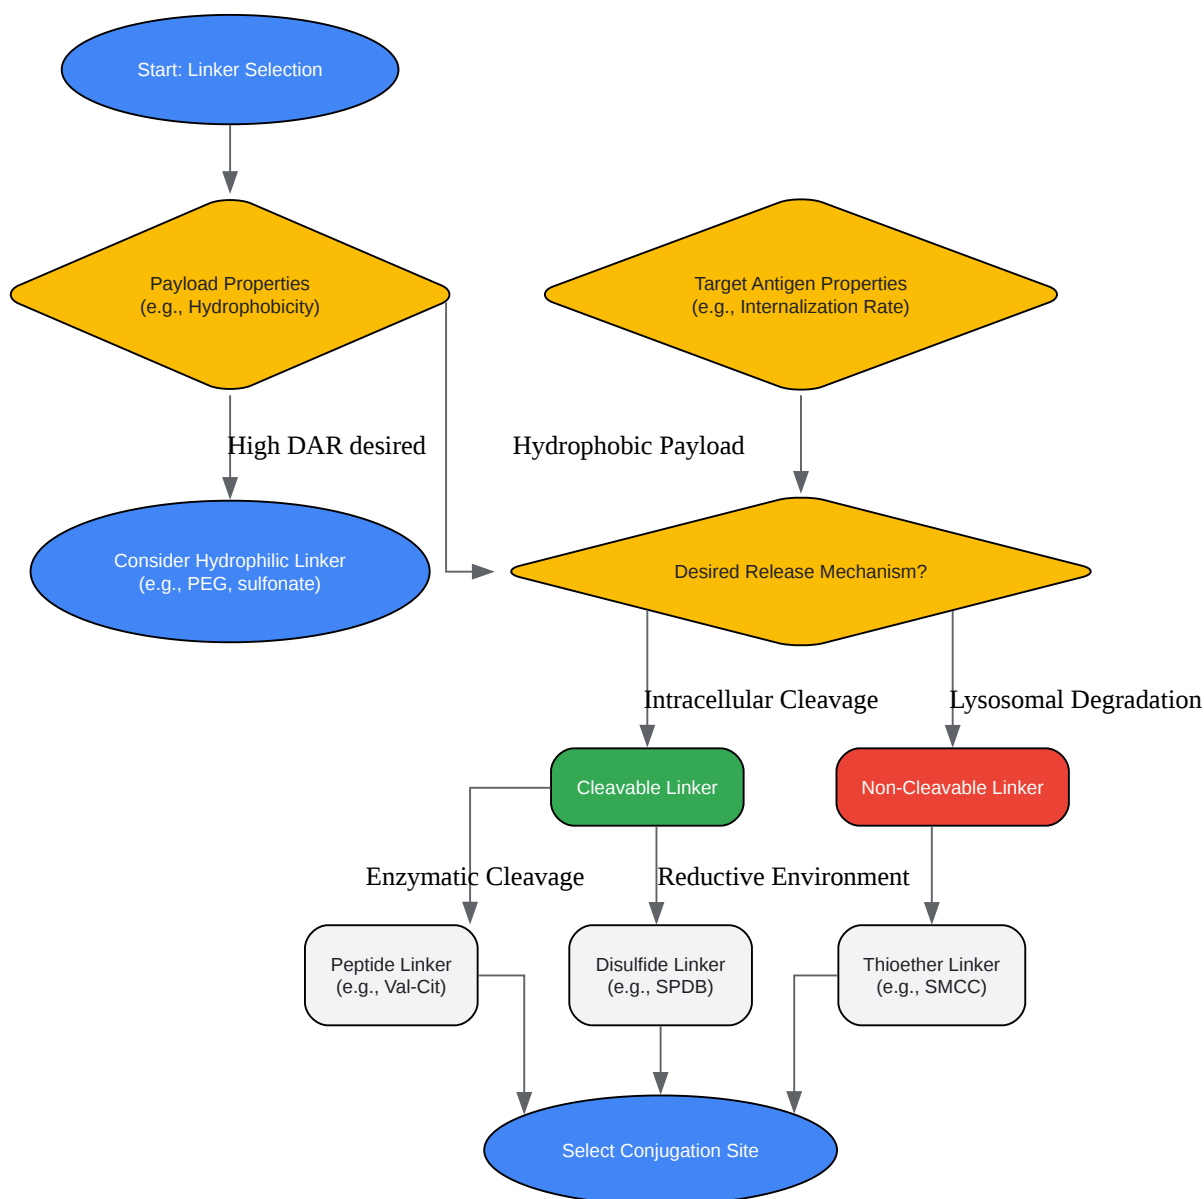 Start: Linker Selection
Payload Properties
(e.g., Hydrophobicity)
Target Antigen Properties
(e.g., Internalization Rate)
High DAR desired
Hydrophobic Payload
Consider Hydrophilic Linker
(e.g., PEG, sulfonate)
Desired Release Mechanism?
Intracellular Cleavage
Lysosomal Degradation
Cleavable Linker
Non-Cleavable Linker
Enzymatic Cleavage
Reductive Environment
Peptide Linker
(e.g., Val-Cit)
Disulfide Linker
(e.g., SPDB)
Thioether Linker
(e.g., SMCC)
Select Conjugation Site